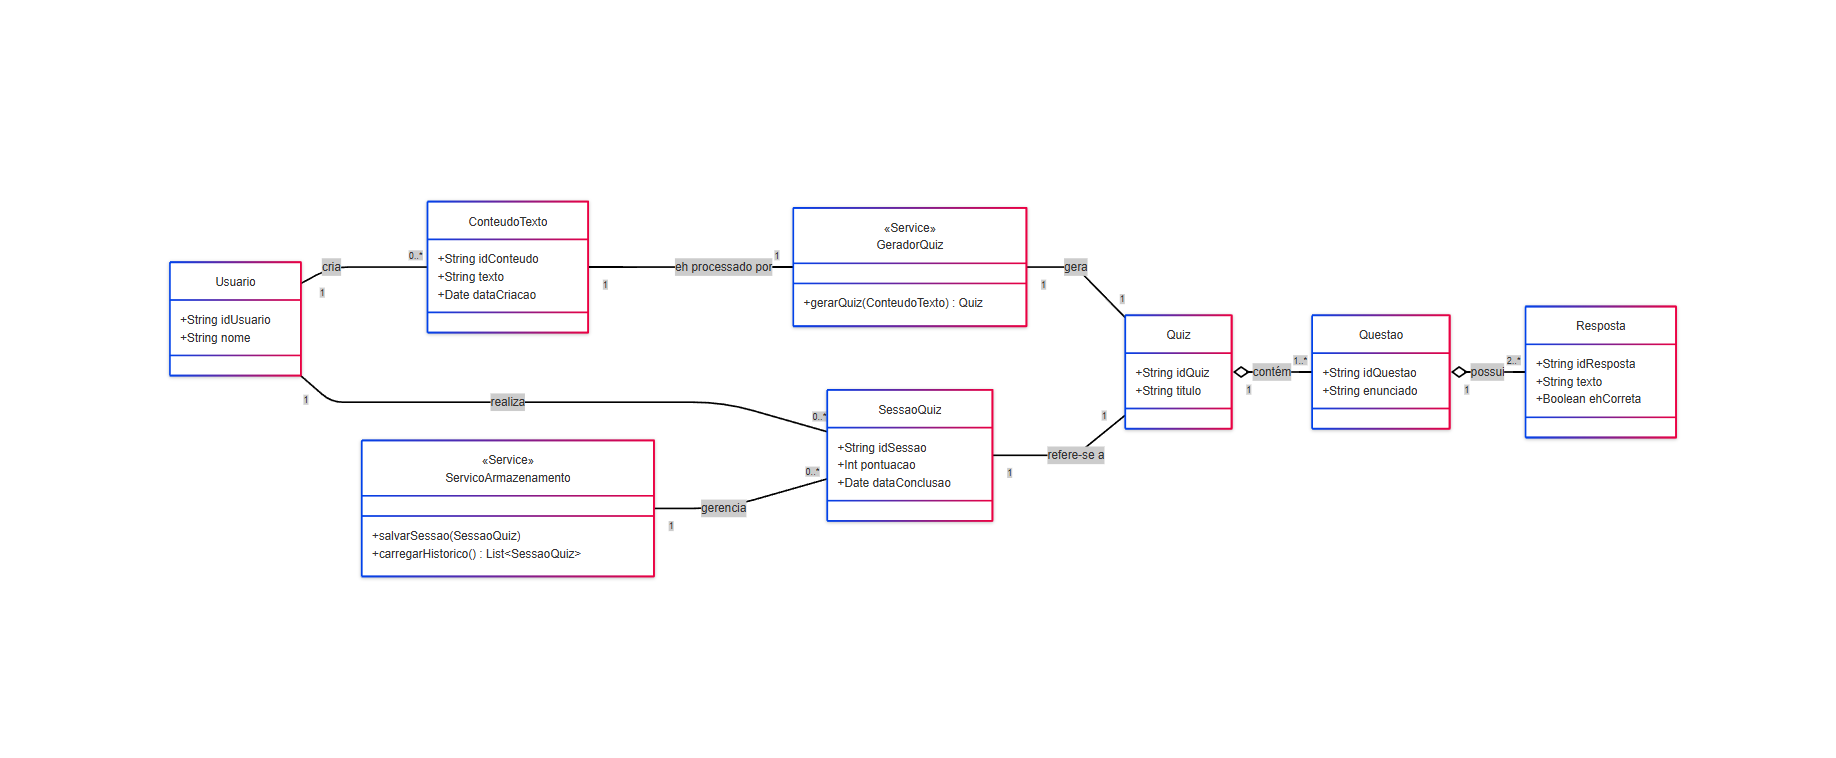 Usuario
+String idUsuario
+String nome
cria
1
0..*
ConteudoTexto
+String idConteudo
+String texto
+Date dataCriacao
eh processado por
1
1
«Service»
GeradorQuiz
+gerarQuiz(ConteudoTexto) : Quiz
gera
1
1
Quiz
+String idQuiz
+String titulo
contém
1
1..*
Questao
+String idQuestao
+String enunciado
possui
1
2..*
Resposta
+String idResposta
+String texto
+Boolean ehCorreta
realiza
1
0..*
SessaoQuiz
+String idSessao
+Int pontuacao
+Date dataConclusao
refere-se a
1
1
«Service»
ServicoArmazenamento
+salvarSessao(SessaoQuiz)
+carregarHistorico() : List<SessaoQuiz>
gerencia
1
0..*